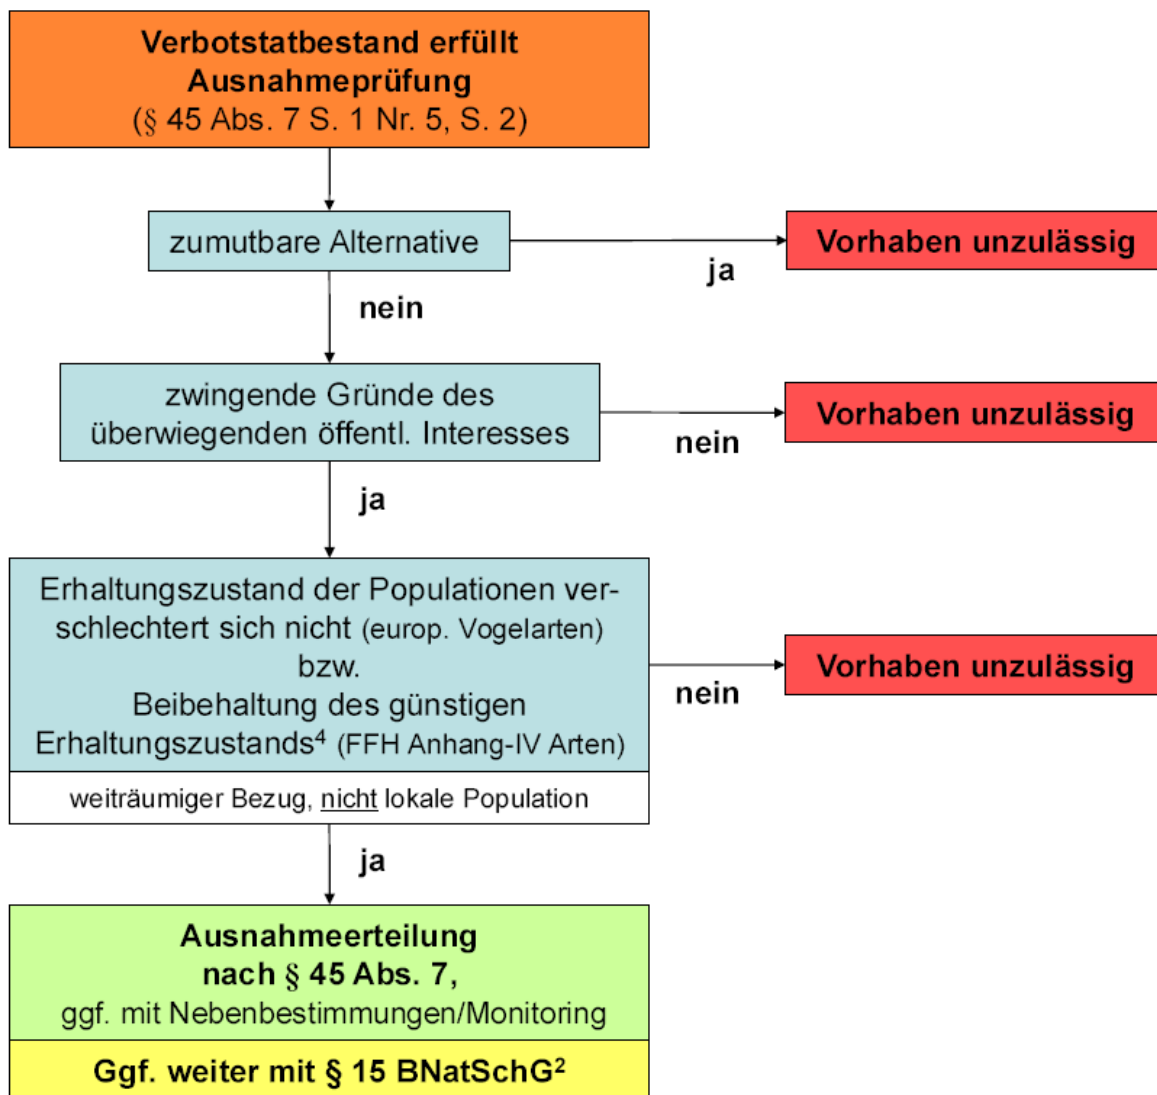 Verbotstatbestand erfüllt
Ausnahmeprüfung
(§ 45 Abs. 7 S. 1 Nr. 5, S. 2)
zumutbare Alternative
Vorhaben unzulässig
ja
nein
zwingende Gründe des
überwiegenden öffentl. Interesses
Vorhaben unzulässig
nein
ja
Erhaltungszustand der Populationen ver-
schlechtert sich nicht (europ. Vogelarten)
bzw.
Beibehaltung des günstigen
Erhaltungszustands⁴ (FFH Anhang-IV Arten)
Vorhaben unzulässig
nein
weiträumiger Bezug, nicht lokale Population
ja
Ausnahmeerteilung
nach § 45 Abs. 7,
ggf. mit Nebenbestimmungen/Monitoring
Ggf. weiter mit § 15 BNatSchG²